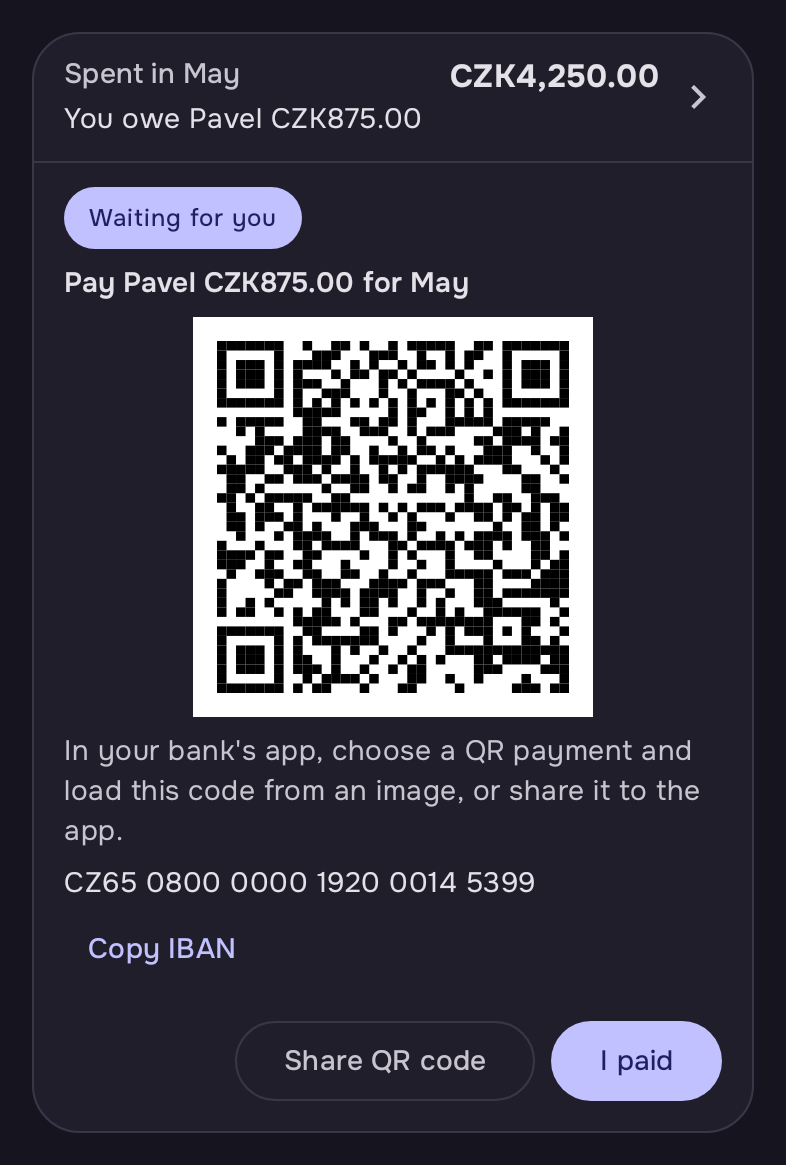 Spent in May
CZK4,250.00
You owe Pavel CZK875.00
Waiting for you
Pay Pavel CZK875.00 for May
In your bank's app, choose a QR payment and
load this code from an image, or share it to the
app.
CZ65 0800 0000 1920 0014 5399
Copy IBAN
Share QR code
I paid